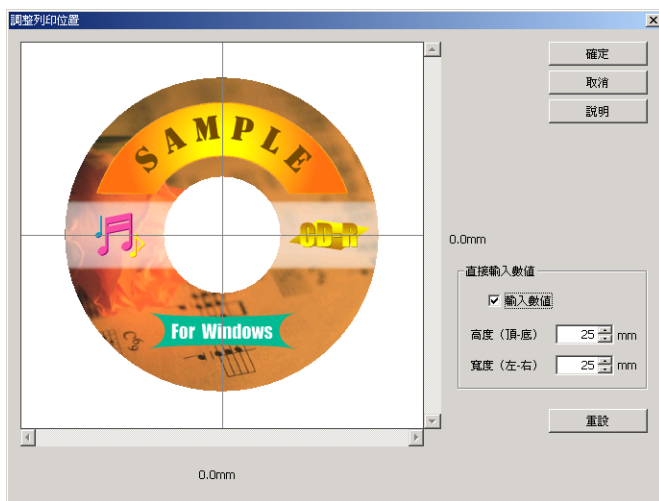 調整列印位置
確定
取消
說明
SAMPLE
CD-R
For Windows
0.0mm
直接輸入數值
輸入數值
高度（頂-底） 25 mm
寬度（左-右） 25 mm
重設
0.0mm